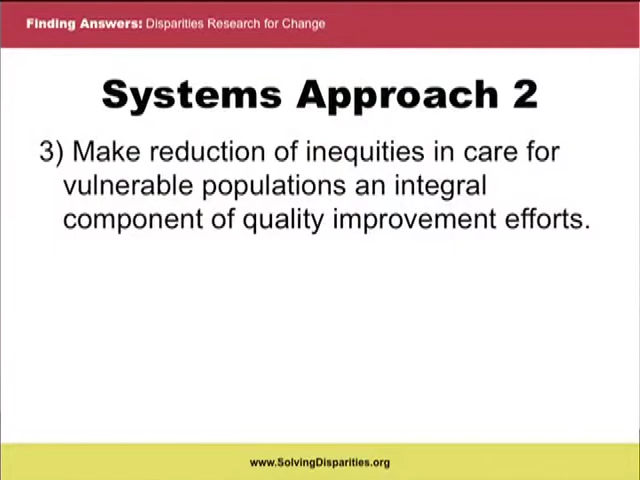 Finding Answers: Disparities Research for Change
Systems Approach 2
3) Make reduction of inequities in care for
vulnerable populations an integral
component of quality improvement efforts.
www.SolvingDisparities.org